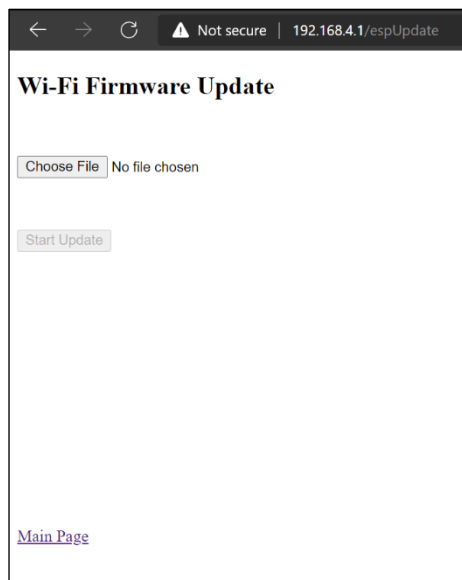 Not secure | 192.168.4.1/espUpdate
Wi-Fi Firmware Update
Choose File No file chosen
Start Update
Main Page